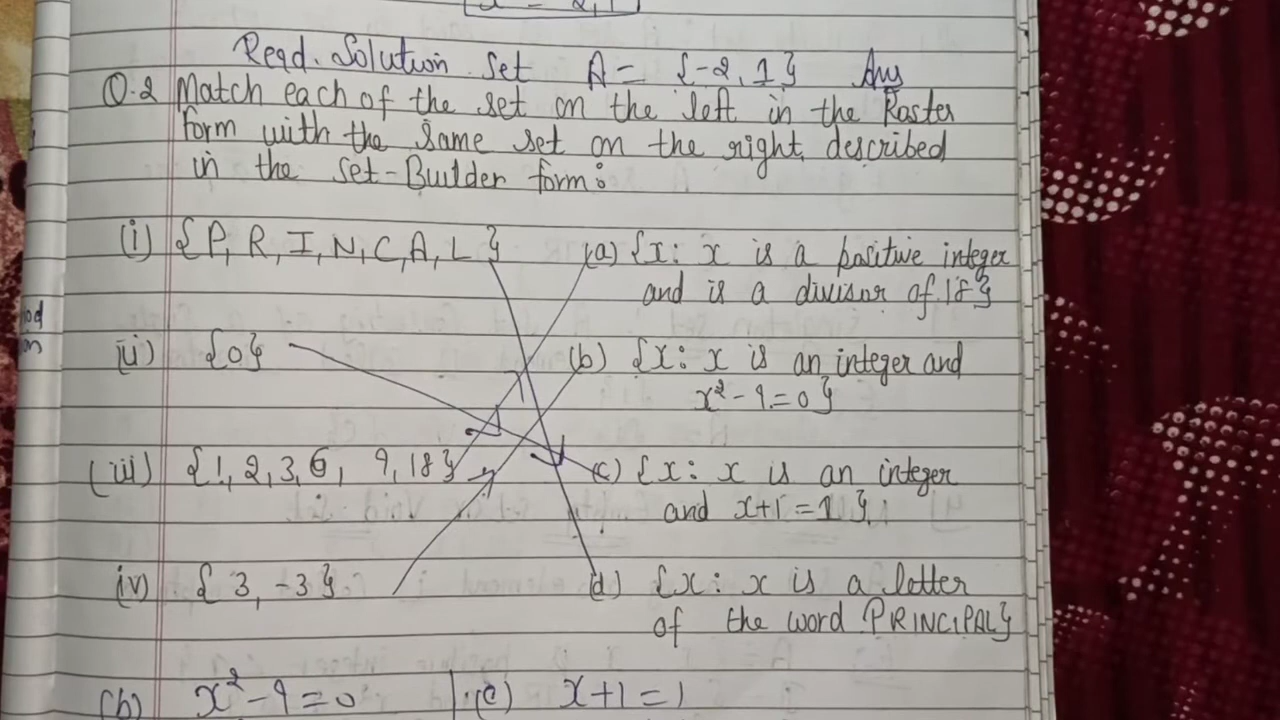 Reqd. Solution Set A = {-2, 1} Ans
Q.2 Match each of the set on the left in the Roster
form with the same set on the right, described
in the set-Builder form:
(i) {P, R, I, N, C, A, L} (a) {x: x is a positive integer
and is a divisor of 18}
(ii) {0} (b) {x: x is an integer and
x² - 9 = 0}
(iii) {1, 2, 3, 6, 9, 18} (c) {x: x is an integer
and x+1 = 1}.
(iv) {3, -3} (d) {x: x is a letter
of the word PRINCIPAL}
(b) x² - 9 = 0 (c) x+1 = 1